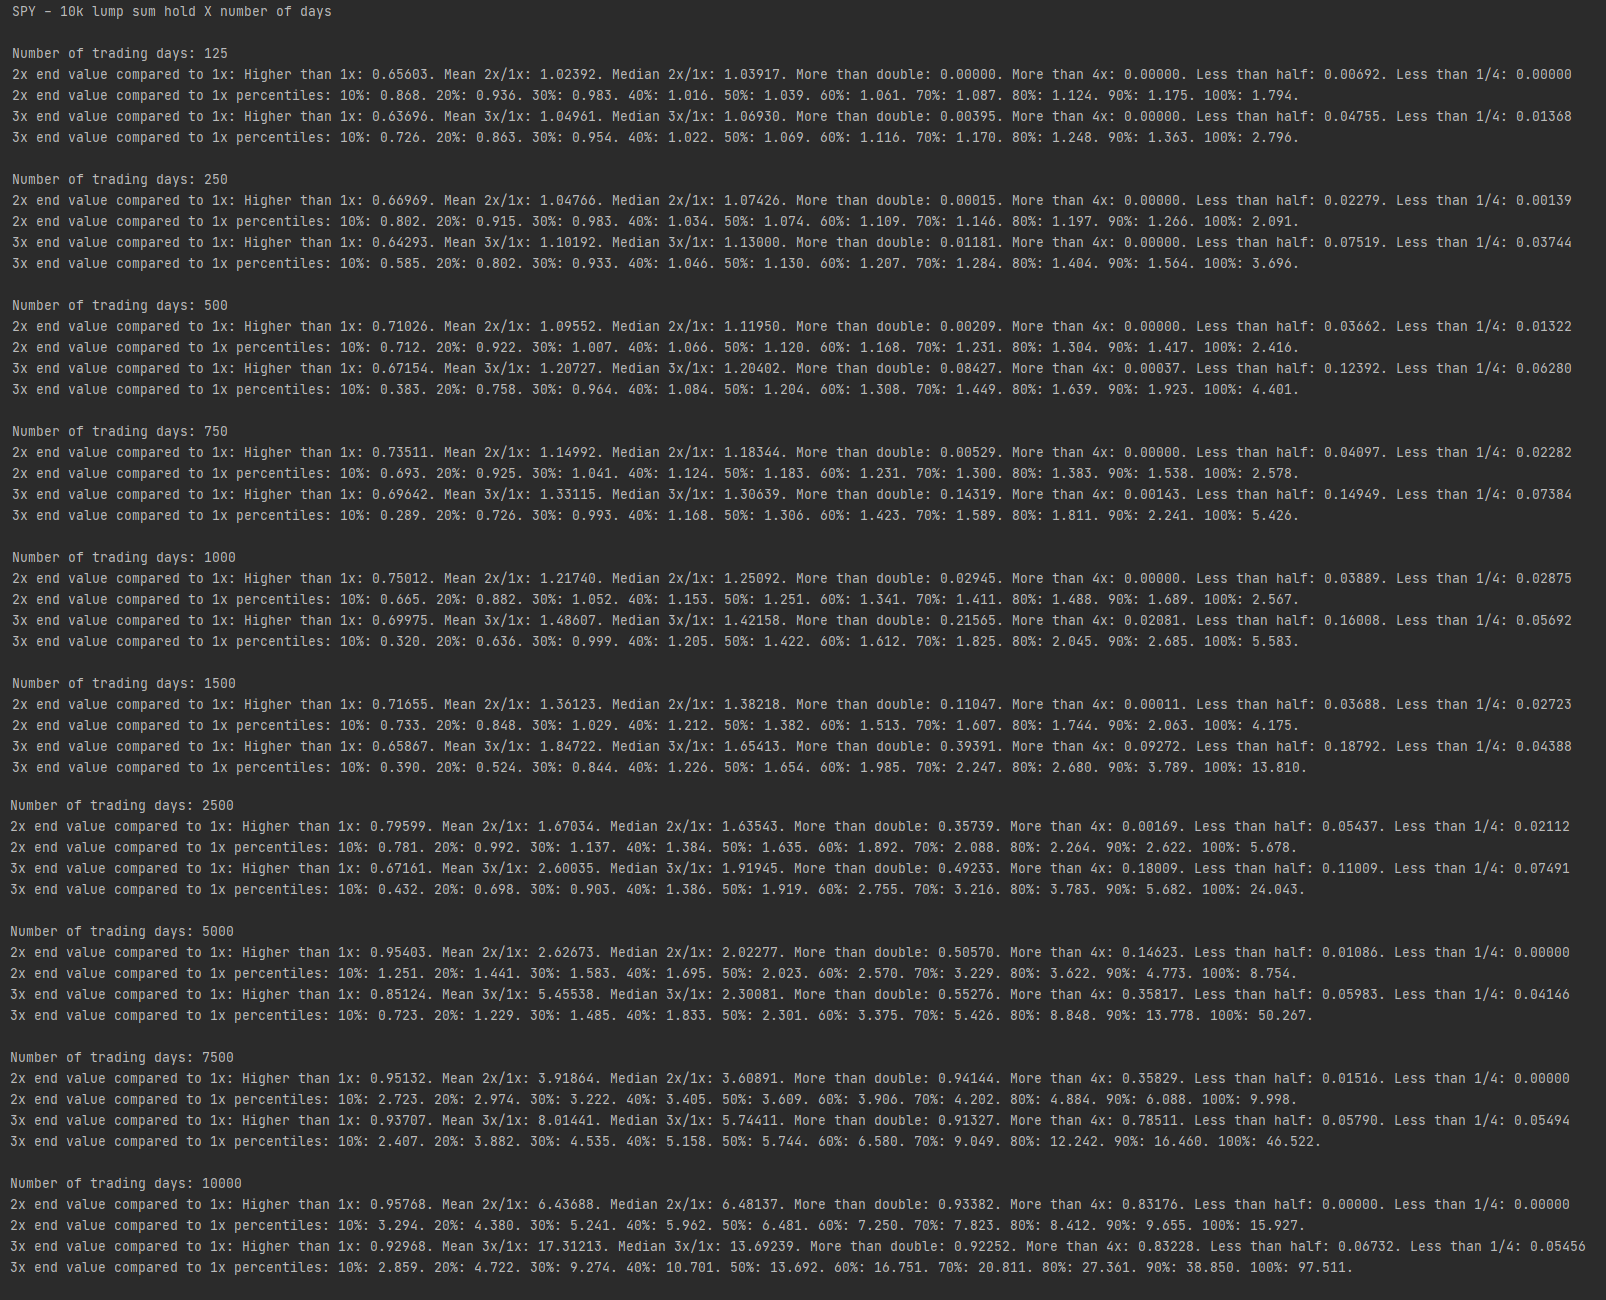 SPY - 10k lump sum hold X number of days
Number of trading days: 125
2x end value compared to 1x: Higher than 1x: 0.65603. Mean 2x/1x: 1.02392. Median 2x/1x: 1.03917. More than double: 0.00000. More than 4x: 0.00000. Less than half: 0.00692. Less than 1/4: 0.00000
2x end value compared to 1x percentiles: 10%: 0.868. 20%: 0.936. 30%: 0.983. 40%: 1.016. 50%: 1.039. 60%: 1.061. 70%: 1.087. 80%: 1.124. 90%: 1.175. 100%: 1.794.
3x end value compared to 1x: Higher than 1x: 0.63696. Mean 3x/1x: 1.04961. Median 3x/1x: 1.06930. More than double: 0.00395. More than 4x: 0.00000. Less than half: 0.04755. Less than 1/4: 0.01368
3x end value compared to 1x percentiles: 10%: 0.726. 20%: 0.863. 30%: 0.954. 40%: 1.022. 50%: 1.069. 60%: 1.116. 70%: 1.170. 80%: 1.248. 90%: 1.363. 100%: 2.796.
Number of trading days: 250
2x end value compared to 1x: Higher than 1x: 0.66969. Mean 2x/1x: 1.04766. Median 2x/1x: 1.07426. More than double: 0.00015. More than 4x: 0.00000. Less than half: 0.02279. Less than 1/4: 0.00139
2x end value compared to 1x percentiles: 10%: 0.802. 20%: 0.915. 30%: 0.983. 40%: 1.034. 50%: 1.074. 60%: 1.109. 70%: 1.146. 80%: 1.197. 90%: 1.266. 100%: 2.091.
3x end value compared to 1x: Higher than 1x: 0.64293. Mean 3x/1x: 1.10192. Median 3x/1x: 1.13000. More than double: 0.01181. More than 4x: 0.00000. Less than half: 0.07519. Less than 1/4: 0.03744
3x end value compared to 1x percentiles: 10%: 0.585. 20%: 0.802. 30%: 0.933. 40%: 1.046. 50%: 1.130. 60%: 1.207. 70%: 1.284. 80%: 1.404. 90%: 1.564. 100%: 3.696.
Number of trading days: 500
2x end value compared to 1x: Higher than 1x: 0.71026. Mean 2x/1x: 1.09552. Median 2x/1x: 1.11950. More than double: 0.00209. More than 4x: 0.00000. Less than half: 0.03662. Less than 1/4: 0.01322
2x end value compared to 1x percentiles: 10%: 0.712. 20%: 0.922. 30%: 1.007. 40%: 1.066. 50%: 1.120. 60%: 1.168. 70%: 1.231. 80%: 1.304. 90%: 1.417. 100%: 2.416.
3x end value compared to 1x: Higher than 1x: 0.67154. Mean 3x/1x: 1.20727. Median 3x/1x: 1.20402. More than double: 0.08427. More than 4x: 0.00037. Less than half: 0.12392. Less than 1/4: 0.06280
3x end value compared to 1x percentiles: 10%: 0.383. 20%: 0.758. 30%: 0.964. 40%: 1.084. 50%: 1.204. 60%: 1.308. 70%: 1.449. 80%: 1.639. 90%: 1.923. 100%: 4.401.
Number of trading days: 750
2x end value compared to 1x: Higher than 1x: 0.73511. Mean 2x/1x: 1.14992. Median 2x/1x: 1.18344. More than double: 0.00529. More than 4x: 0.00000. Less than half: 0.04097. Less than 1/4: 0.02282
2x end value compared to 1x percentiles: 10%: 0.693. 20%: 0.925. 30%: 1.041. 40%: 1.124. 50%: 1.183. 60%: 1.231. 70%: 1.300. 80%: 1.383. 90%: 1.538. 100%: 2.578.
3x end value compared to 1x: Higher than 1x: 0.69642. Mean 3x/1x: 1.33115. Median 3x/1x: 1.30639. More than double: 0.14319. More than 4x: 0.00143. Less than half: 0.14949. Less than 1/4: 0.07384
3x end value compared to 1x percentiles: 10%: 0.289. 20%: 0.726. 30%: 0.993. 40%: 1.168. 50%: 1.306. 60%: 1.423. 70%: 1.589. 80%: 1.811. 90%: 2.241. 100%: 5.426.
Number of trading days: 1000
2x end value compared to 1x: Higher than 1x: 0.75012. Mean 2x/1x: 1.21740. Median 2x/1x: 1.25092. More than double: 0.02945. More than 4x: 0.00000. Less than half: 0.03889. Less than 1/4: 0.02875
2x end value compared to 1x percentiles: 10%: 0.665. 20%: 0.882. 30%: 1.052. 40%: 1.153. 50%: 1.251. 60%: 1.341. 70%: 1.411. 80%: 1.488. 90%: 1.689. 100%: 2.567.
3x end value compared to 1x: Higher than 1x: 0.69975. Mean 3x/1x: 1.48607. Median 3x/1x: 1.42158. More than double: 0.21565. More than 4x: 0.02081. Less than half: 0.16008. Less than 1/4: 0.05692
3x end value compared to 1x percentiles: 10%: 0.320. 20%: 0.636. 30%: 0.999. 40%: 1.205. 50%: 1.422. 60%: 1.612. 70%: 1.825. 80%: 2.045. 90%: 2.685. 100%: 5.583.
Number of trading days: 1500
2x end value compared to 1x: Higher than 1x: 0.71655. Mean 2x/1x: 1.36123. Median 2x/1x: 1.38218. More than double: 0.11047. More than 4x: 0.00011. Less than half: 0.03688. Less than 1/4: 0.02723
2x end value compared to 1x percentiles: 10%: 0.733. 20%: 0.848. 30%: 1.029. 40%: 1.212. 50%: 1.382. 60%: 1.513. 70%: 1.607. 80%: 1.744. 90%: 2.063. 100%: 4.175.
3x end value compared to 1x: Higher than 1x: 0.65867. Mean 3x/1x: 1.84722. Median 3x/1x: 1.65413. More than double: 0.39391. More than 4x: 0.09272. Less than half: 0.18792. Less than 1/4: 0.04388
3x end value compared to 1x percentiles: 10%: 0.390. 20%: 0.524. 30%: 0.844. 40%: 1.226. 50%: 1.654. 60%: 1.985. 70%: 2.247. 80%: 2.680. 90%: 3.789. 100%: 13.810.
Number of trading days: 2500
2x end value compared to 1x: Higher than 1x: 0.79599. Mean 2x/1x: 1.67034. Median 2x/1x: 1.63543. More than double: 0.35739. More than 4x: 0.00169. Less than half: 0.05437. Less than 1/4: 0.02112
2x end value compared to 1x percentiles: 10%: 0.781. 20%: 0.992. 30%: 1.137. 40%: 1.384. 50%: 1.635. 60%: 1.892. 70%: 2.088. 80%: 2.264. 90%: 2.622. 100%: 5.678.
3x end value compared to 1x: Higher than 1x: 0.67161. Mean 3x/1x: 2.60035. Median 3x/1x: 1.91945. More than double: 0.49233. More than 4x: 0.18009. Less than half: 0.11009. Less than 1/4: 0.07491
3x end value compared to 1x percentiles: 10%: 0.432. 20%: 0.698. 30%: 0.903. 40%: 1.386. 50%: 1.919. 60%: 2.755. 70%: 3.216. 80%: 3.783. 90%: 5.682. 100%: 24.043.
Number of trading days: 5000
2x end value compared to 1x: Higher than 1x: 0.95403. Mean 2x/1x: 2.62673. Median 2x/1x: 2.02277. More than double: 0.50570. More than 4x: 0.14623. Less than half: 0.01086. Less than 1/4: 0.00000
2x end value compared to 1x percentiles: 10%: 1.251. 20%: 1.441. 30%: 1.583. 40%: 1.695. 50%: 2.023. 60%: 2.570. 70%: 3.229. 80%: 3.622. 90%: 4.773. 100%: 8.754.
3x end value compared to 1x: Higher than 1x: 0.85124. Mean 3x/1x: 5.45538. Median 3x/1x: 2.30081. More than double: 0.55276. More than 4x: 0.35817. Less than half: 0.05983. Less than 1/4: 0.04146
3x end value compared to 1x percentiles: 10%: 0.723. 20%: 1.229. 30%: 1.485. 40%: 1.833. 50%: 2.301. 60%: 3.375. 70%: 5.426. 80%: 8.848. 90%: 13.778. 100%: 50.267.
Number of trading days: 7500
2x end value compared to 1x: Higher than 1x: 0.95132. Mean 2x/1x: 3.91864. Median 2x/1x: 3.60891. More than double: 0.94144. More than 4x: 0.35829. Less than half: 0.01516. Less than 1/4: 0.00000
2x end value compared to 1x percentiles: 10%: 2.723. 20%: 2.974. 30%: 3.222. 40%: 3.405. 50%: 3.609. 60%: 3.906. 70%: 4.202. 80%: 4.884. 90%: 6.088. 100%: 9.998.
3x end value compared to 1x: Higher than 1x: 0.93707. Mean 3x/1x: 8.01441. Median 3x/1x: 5.74411. More than double: 0.91327. More than 4x: 0.78511. Less than half: 0.05790. Less than 1/4: 0.05494
3x end value compared to 1x percentiles: 10%: 2.407. 20%: 3.882. 30%: 4.535. 40%: 5.158. 50%: 5.744. 60%: 6.580. 70%: 9.049. 80%: 12.242. 90%: 16.460. 100%: 46.522.
Number of trading days: 10000
2x end value compared to 1x: Higher than 1x: 0.95768. Mean 2x/1x: 6.43688. Median 2x/1x: 6.48137. More than double: 0.93382. More than 4x: 0.83176. Less than half: 0.00000. Less than 1/4: 0.00000
2x end value compared to 1x percentiles: 10%: 3.294. 20%: 4.380. 30%: 5.241. 40%: 5.962. 50%: 6.481. 60%: 7.250. 70%: 7.823. 80%: 8.412. 90%: 9.655. 100%: 15.927.
3x end value compared to 1x: Higher than 1x: 0.92968. Mean 3x/1x: 17.31213. Median 3x/1x: 13.69239. More than double: 0.92252. More than 4x: 0.83228. Less than half: 0.06732. Less than 1/4: 0.05456
3x end value compared to 1x percentiles: 10%: 2.859. 20%: 4.722. 30%: 9.274. 40%: 10.701. 50%: 13.692. 60%: 16.751. 70%: 20.811. 80%: 27.361. 90%: 38.850. 100%: 97.511.